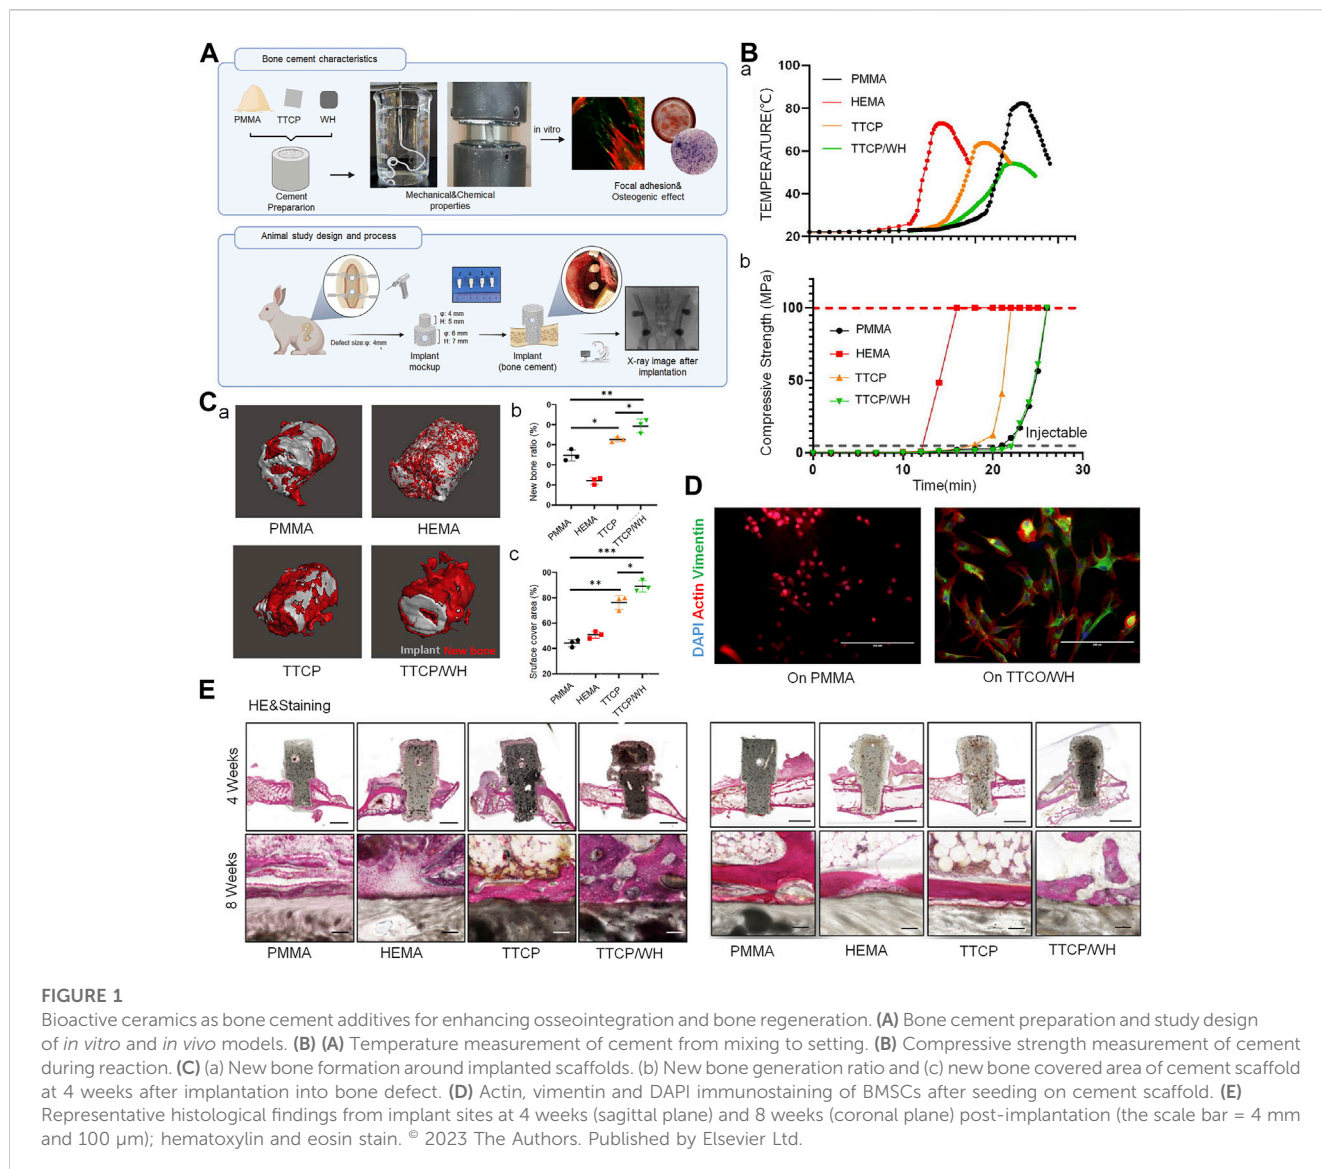 A
Bone cement characteristics
PMMA
TTCP
WH
Cement
Prepararion
Mechanical&Chemical
properties
in vitro
Focal adhesion&
Osteogenic effect
Animal study design and process
Defect size:φ: 4mm
φ: 4 mm
H: 5 mm
φ: 6 mm
H: 7 mm
Implant
mockup
Implant
(bone cement)
X-ray image after
implantation
B
a
TEMPERATURE(℃)
100
80
60
40
20
PMMA
HEMA
TTCP
TTCP/WH
b
Compressive Strength (MPa)
100
50
0
PMMA
HEMA
TTCP
TTCP/WH
Injectable
0
10
20
30
Time(min)
C
a
PMMA
HEMA
TTCP
TTCP/WH
Implant New bone
b
New bone ratio (%)
0
0
0
0
0
0
**
*
*
PMMA
HEMA
TTCP
TTCP/WH
c
Sruface cover area (%)
00
80
60
40
20
***
**
*
PMMA
HEMA
TTCP
TTCP/WH
D
DAPI Actin Vimentin
On PMMA
On TTCO/WH
E
HE&Staining
4 Weeks
8 Weeks
PMMA
HEMA
TTCP
TTCP/WH
PMMA
HEMA
TTCP
TTCP/WH
FIGURE 1
Bioactive ceramics as bone cement additives for enhancing osseointegration and bone regeneration. (A) Bone cement preparation and study design
of in vitro and in vivo models. (B) (A) Temperature measurement of cement from mixing to setting. (B) Compressive strength measurement of cement
during reaction. (C) (a) New bone formation around implanted scaffolds. (b) New bone generation ratio and (c) new bone covered area of cement scaffold
at 4 weeks after implantation into bone defect. (D) Actin, vimentin and DAPI immunostaining of BMSCs after seeding on cement scaffold. (E)
Representative histological findings from implant sites at 4 weeks (sagittal plane) and 8 weeks (coronal plane) post-implantation (the scale bar = 4 mm
and 100 μm); hematoxylin and eosin stain. © 2023 The Authors. Published by Elsevier Ltd.